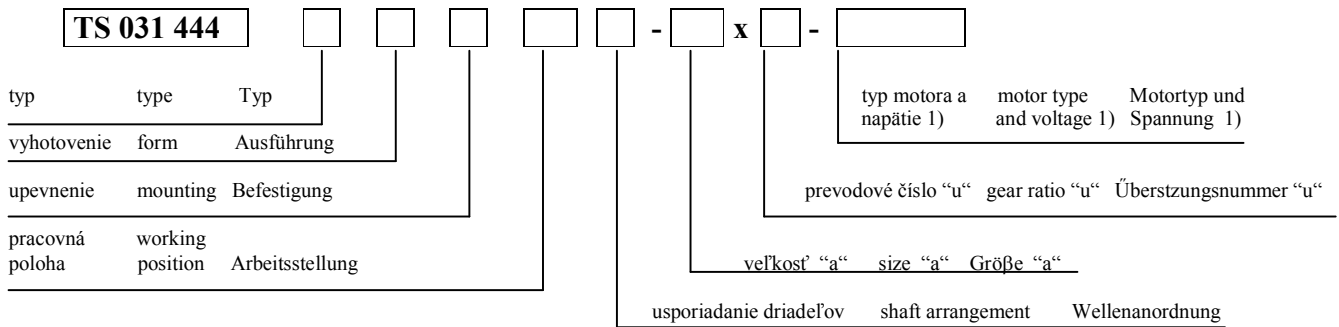 TS 031 444 - x -
typ type Typ
typ motora a motor type Motortyp und
napätie 1) and voltage 1) Spannung 1)
vyhotovenie form Ausführung
upevnenie mounting Befestigung
prevodové číslo “u“ gear ratio “u“ Űberstzungsnummer “u“
pracovná working
poloha position Arbeitsstellung
veľkosť “a“ size “a“ Größe “a“
usporiadanie driadeľov shaft arrangement Wellenanordnung